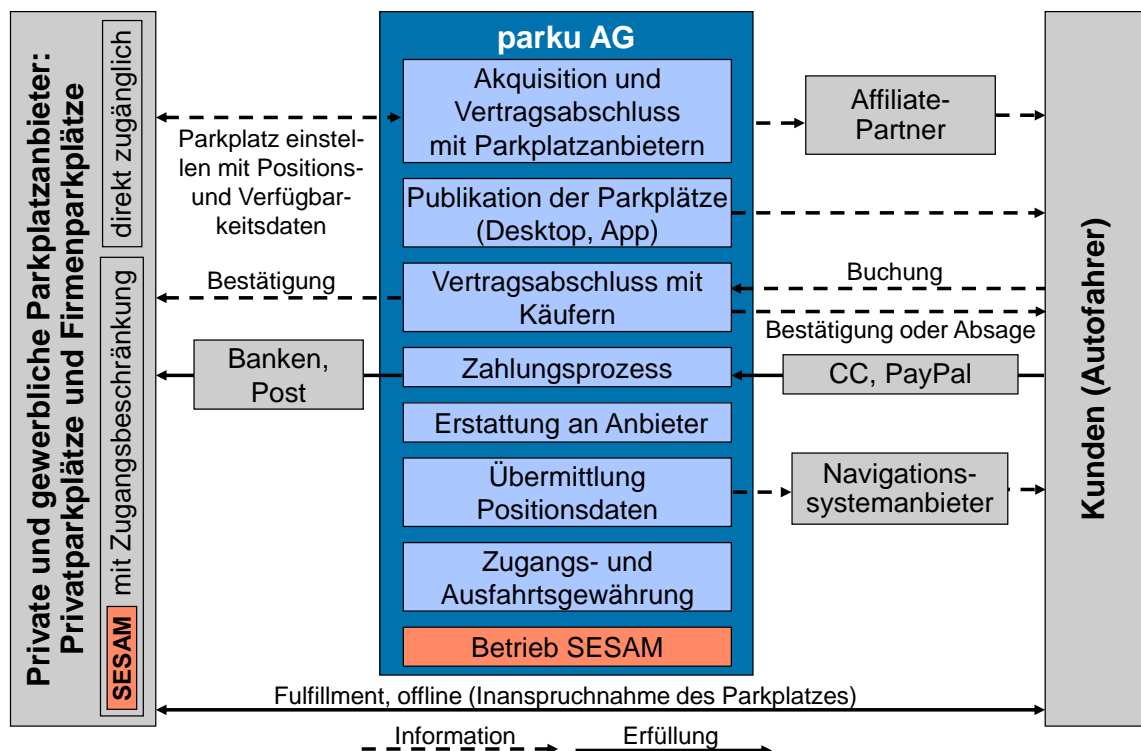 Private und gewerbliche Parkplatzanbieter:
Privatparkplätze und Firmenparkplätze
direkt zugänglich
mit Zugangsbeschränkung
SESAM
Parkplatz einstel-
len mit Positions-
und Verfügbar-
keitsdaten
Bestätigung
Banken,
Post
parku AG
Akquisition und
Vertragsabschluss
mit Parkplatzanbietern
Publikation der Parkplätze
(Desktop, App)
Vertragsabschluss mit
Käufern
Zahlungsprozess
Erstattung an Anbieter
Übermittlung
Positionsdaten
Zugangs- und
Ausfahrtsgewährung
Betrieb SESAM
Affiliate-
Partner
Buchung
Bestätigung oder Absage
CC, PayPal
Navigations-
systemanbieter
Kunden (Autofahrer)
Fulfillment, offline (Inanspruchnahme des Parkplatzes)
Information
Erfüllung